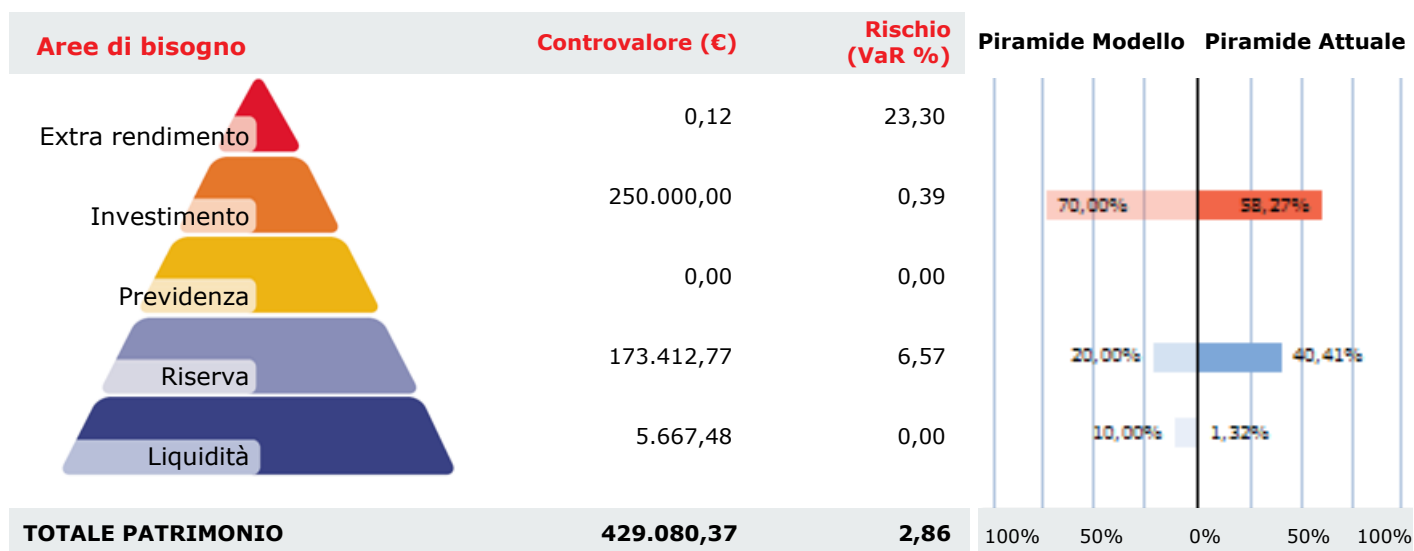 Aree di bisogno Controvalore (€) Rischio (VaR %) Piramide Modello Piramide Attuale
Extra rendimento 0,12 23,30
Investimento 250.000,00 0,39 70,00% 58,27%
Previdenza 0,00 0,00
Riserva 173.412,77 6,57 20,00% 40,41%
Liquidità 5.667,48 0,00 10,00% 1,32%
TOTALE PATRIMONIO 429.080,37 2,86 100% 50% 0% 50% 100%